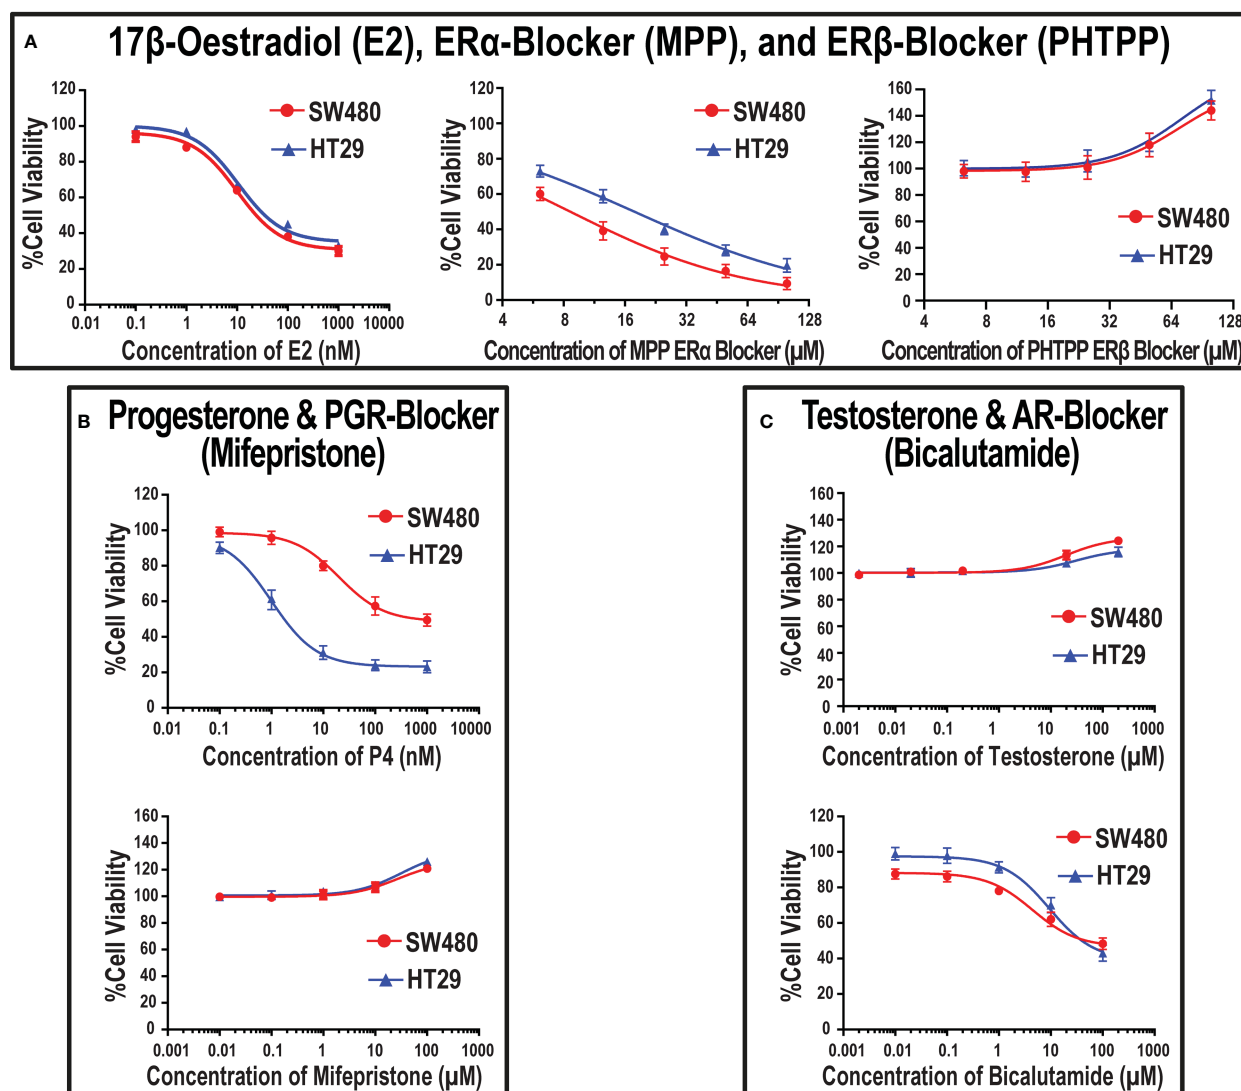 A
17β-Oestradiol (E2), ERα-Blocker (MPP), and ERβ-Blocker (PHTPP)
%Cell Viability
120
100
80
60
40
20
0
SW480
HT29
0.01 0.1 1 10 100 1000 10000
Concentration of E2 (nM)
%Cell Viability
120
100
80
60
40
20
0
SW480
HT29
4 8 16 32 64 128
Concentration of MPP ERα Blocker (µM)
%Cell Viability
160
140
120
100
80
60
40
20
0
SW480
HT29
4 8 16 32 64 128
Concentration of PHTPP ERβ Blocker (µM)
B
Progesterone & PGR-Blocker
(Mifepristone)
%Cell Viability
120
100
80
60
40
20
0
SW480
HT29
0.01 0.1 1 10 100 1000 10000
Concentration of P4 (nM)
%Cell Viability
160
140
120
100
80
60
40
20
0
SW480
HT29
0.001 0.01 0.1 1 10 100 1000
Concentration of Mifepristone (µM)
C
Testosterone & AR-Blocker
(Bicalutamide)
%Cell Viability
160
140
120
100
80
60
40
20
0
SW480
HT29
0.001 0.01 0.1 1 10 100 1000
Concentration of Testosterone (µM)
%Cell Viability
120
100
80
60
40
20
0
SW480
HT29
0.001 0.01 0.1 1 10 100 1000
Concentration of Bicalutamide (µM)